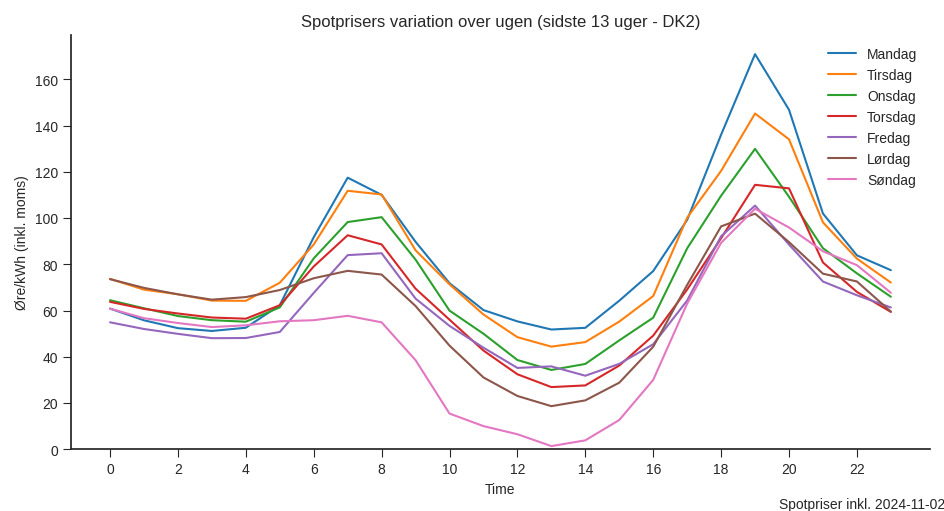 Spotprisers variation over ugen (sidste 13 uger - DK2)
Øre/kWh (inkl. moms)
160
140
120
100
80
60
40
20
0
0 2 4 6 8 10 12 14 16 18 20 22
Time
Mandag
Tirsdag
Onsdag
Torsdag
Fredag
Lørdag
Søndag
Spotpriser inkl. 2024-11-02